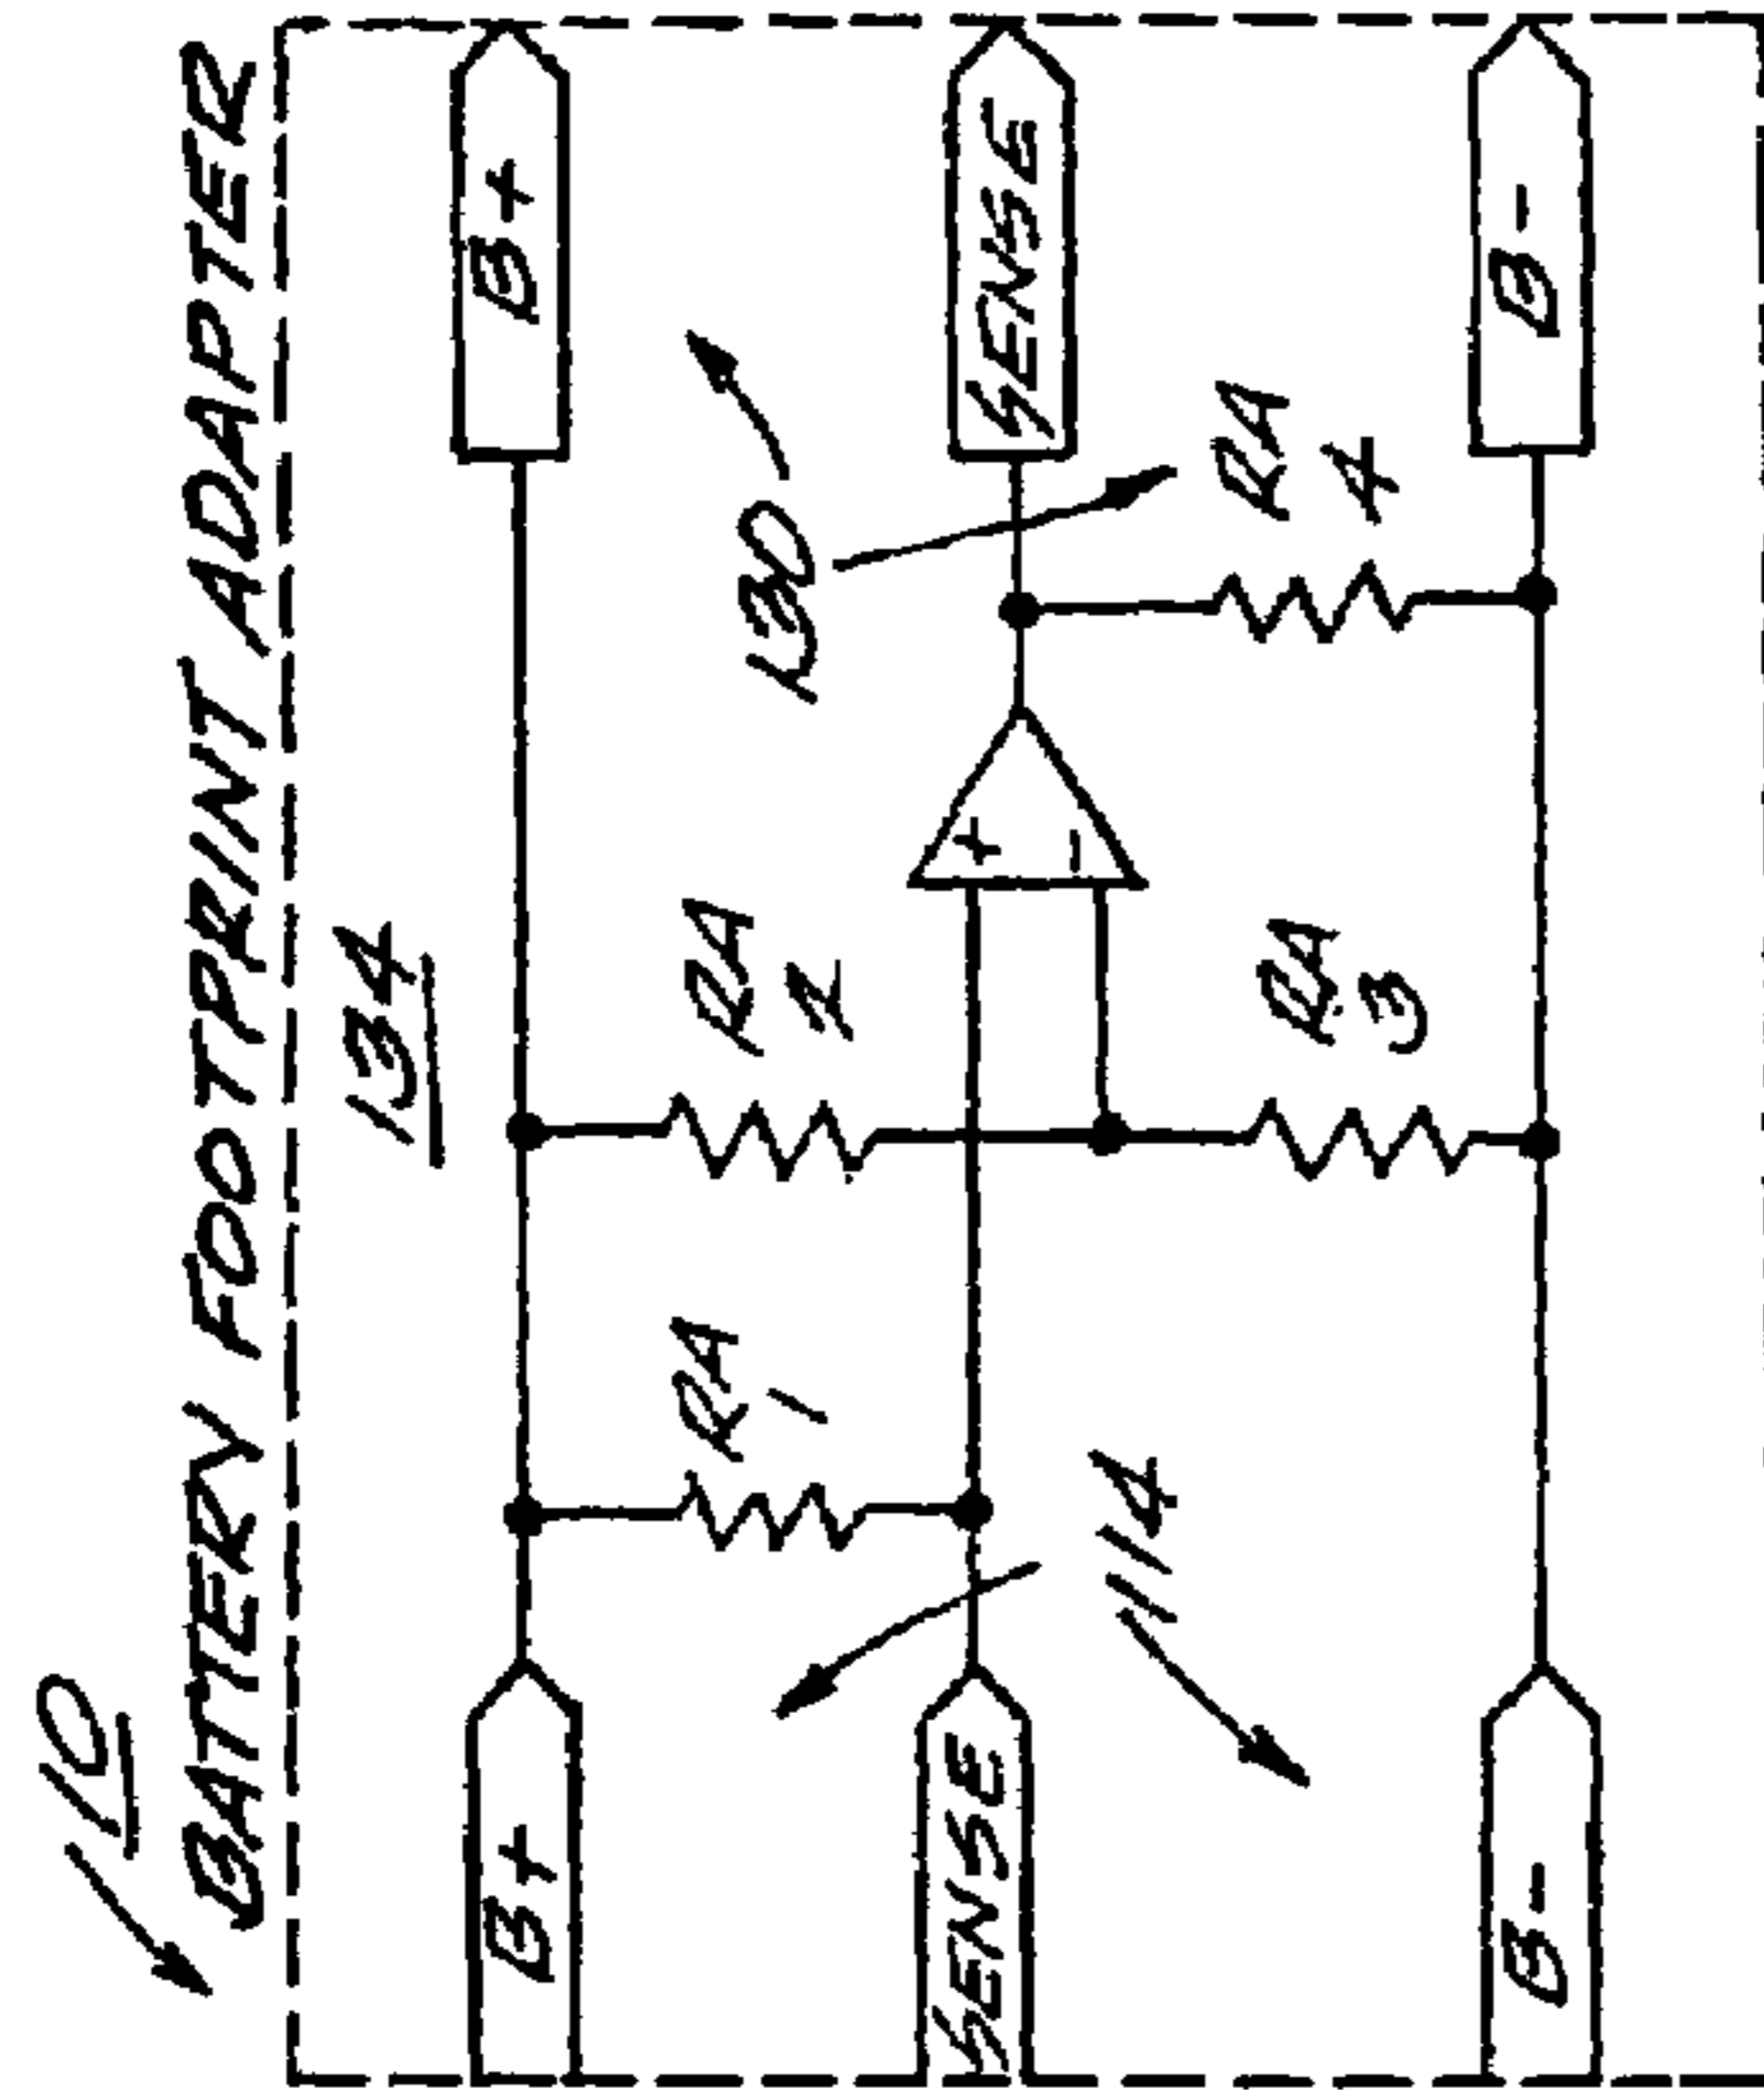 110
BATTERY FOOTPRINT ADAPTER
134
B+
B+
RA
1
RA
2
130
SENSE
+
-
SENSE
114
RA
3
RA
4
B-
B-